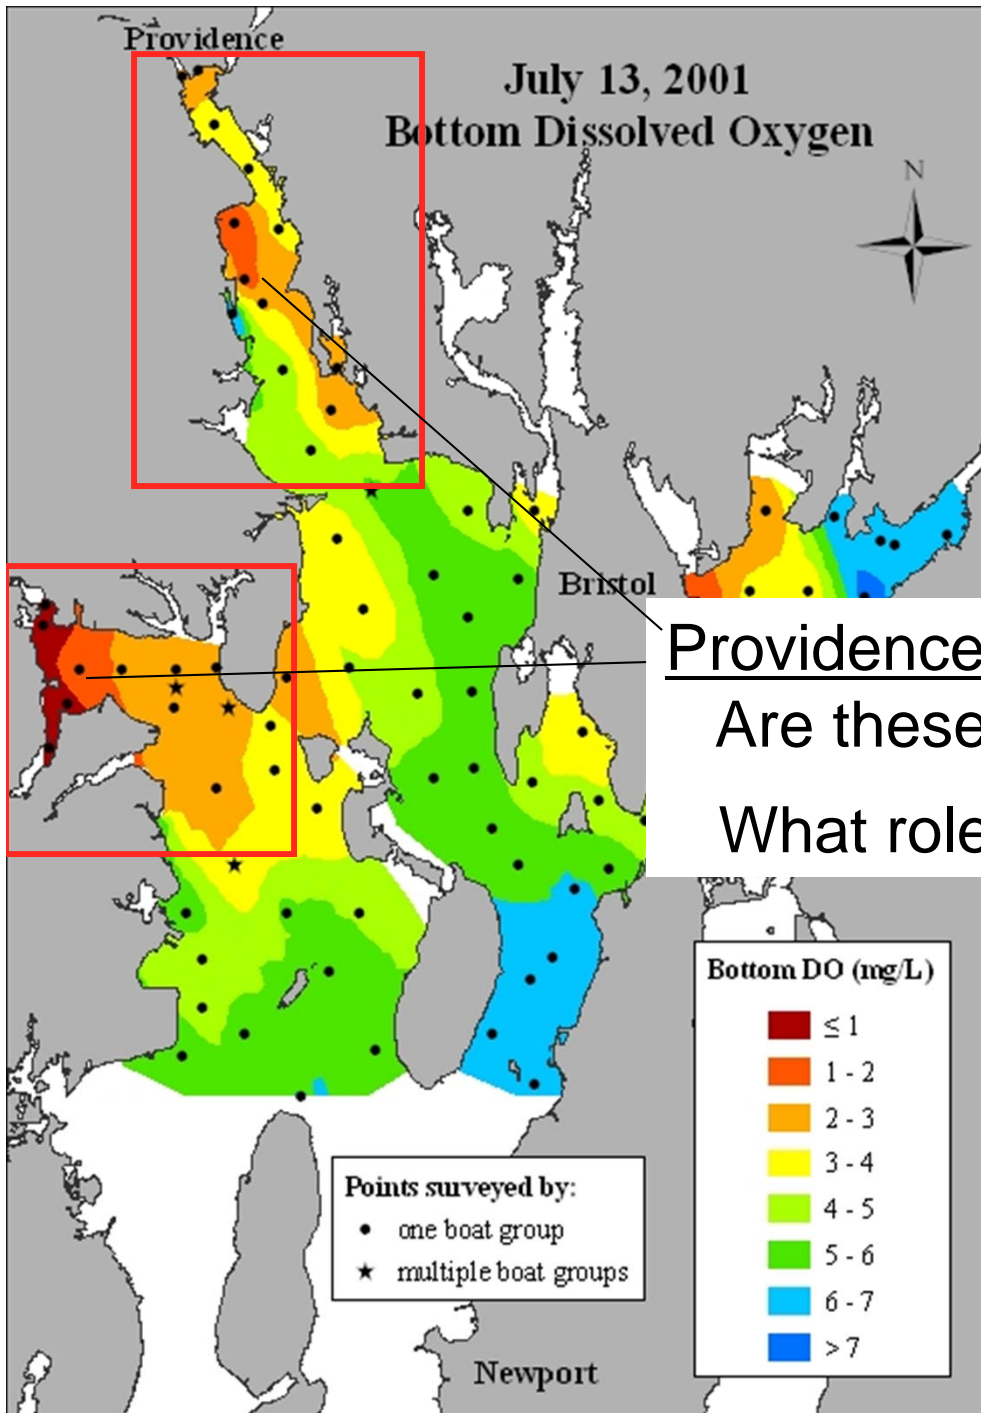 Providence
July 13, 2001
Bottom Dissolved Oxygen
N
Bristol
Providence
Are these
What role
Bottom DO (mg/L)
≤ 1
1 - 2
2 - 3
3 - 4
4 - 5
5 - 6
6 - 7
> 7
Points surveyed by:
one boat group
multiple boat groups
Newport